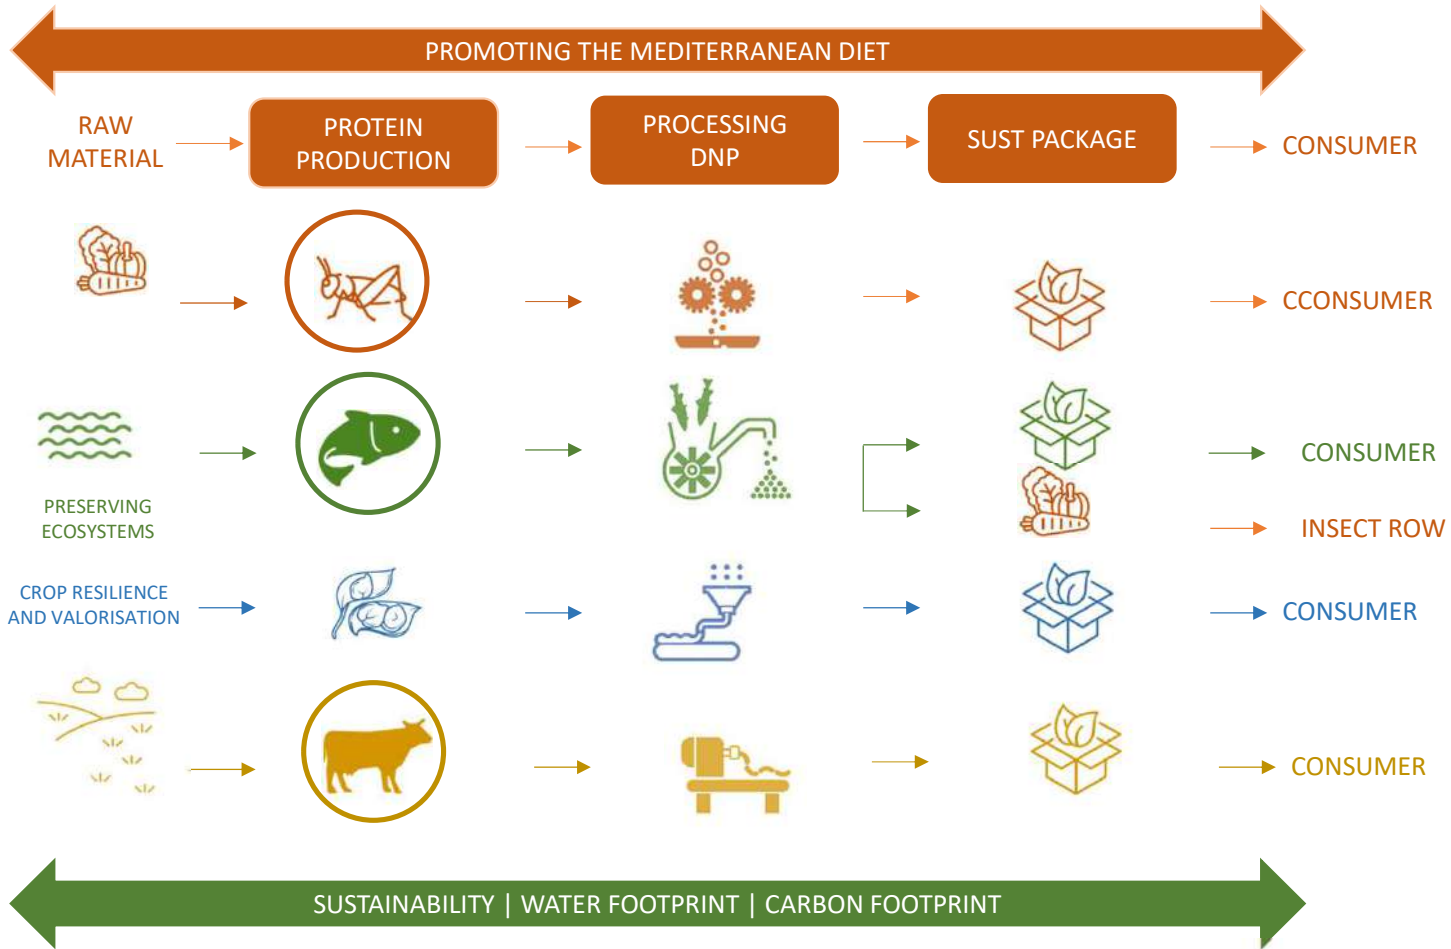 PROMOTING THE MEDITERRANEAN DIET
RAW
MATERIAL
PROTEIN
PRODUCTION
PROCESSING
DNP
SUST PACKAGE
CONSUMER
CCONSUMER
CONSUMER
PRESERVING
ECOSYSTEMS
INSECT ROW
CROP RESILIENCE
AND VALORISATION
CONSUMER
CONSUMER
SUSTAINABILITY | WATER FOOTPRINT | CARBON FOOTPRINT